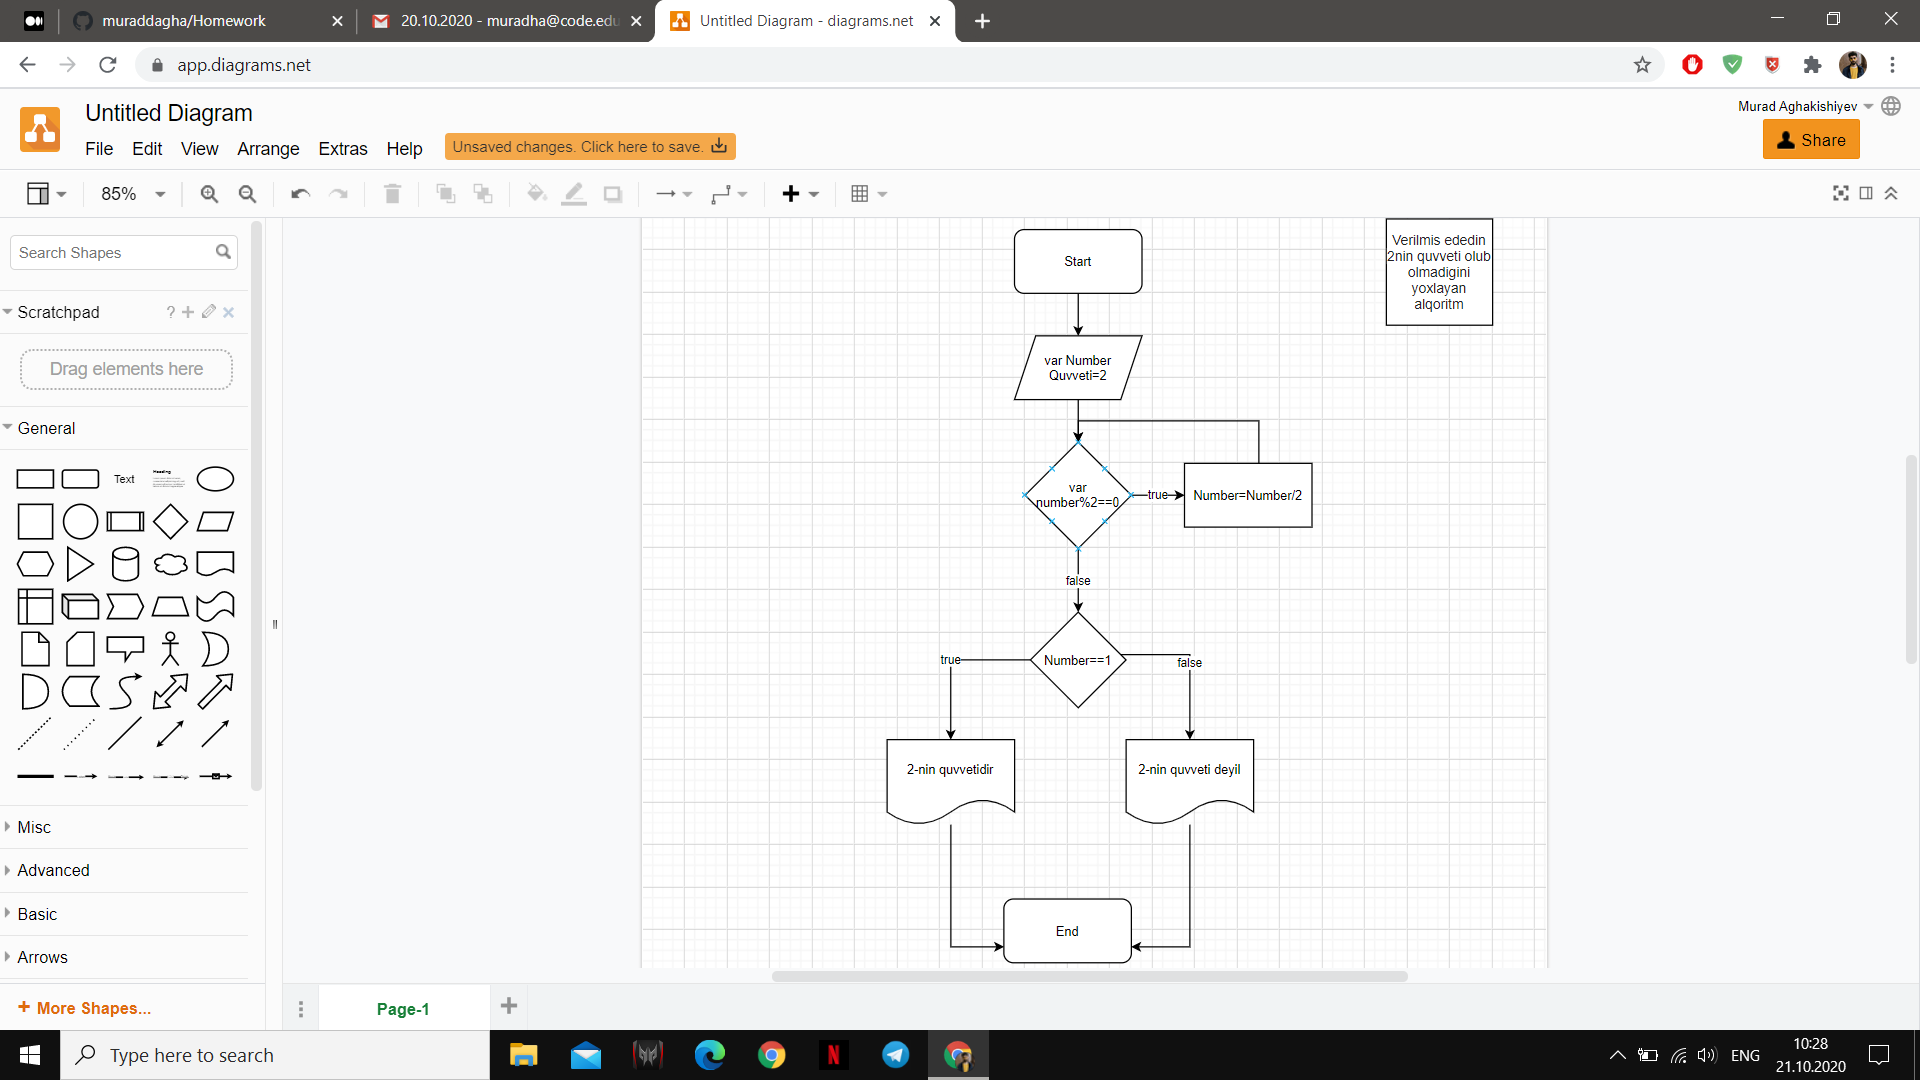 muraddagha/Homework
20.10.2020 - muradha@code.edu
Untitled Diagram - diagrams.net
app.diagrams.net
Untitled Diagram
Murad Aghakishiyev
File Edit View Arrange Extras Help
Unsaved changes. Click here to save.
Share
85%
Search Shapes
Scratchpad
?
Drag elements here
General
Text
Heading
Misc
Advanced
Basic
Arrows
+ More Shapes...
Start
Verilmis ededin
2nin quvveti olub
olmadigini
yoxlayan
alqoritm
var Number
Quvveti=2
var
number%2==0
true
Number=Number/2
false
true
Number==1
false
2-nin quvvetidir
2-nin quvveti deyil
End
Page-1
Type here to search
ENG
10:28
21.10.2020